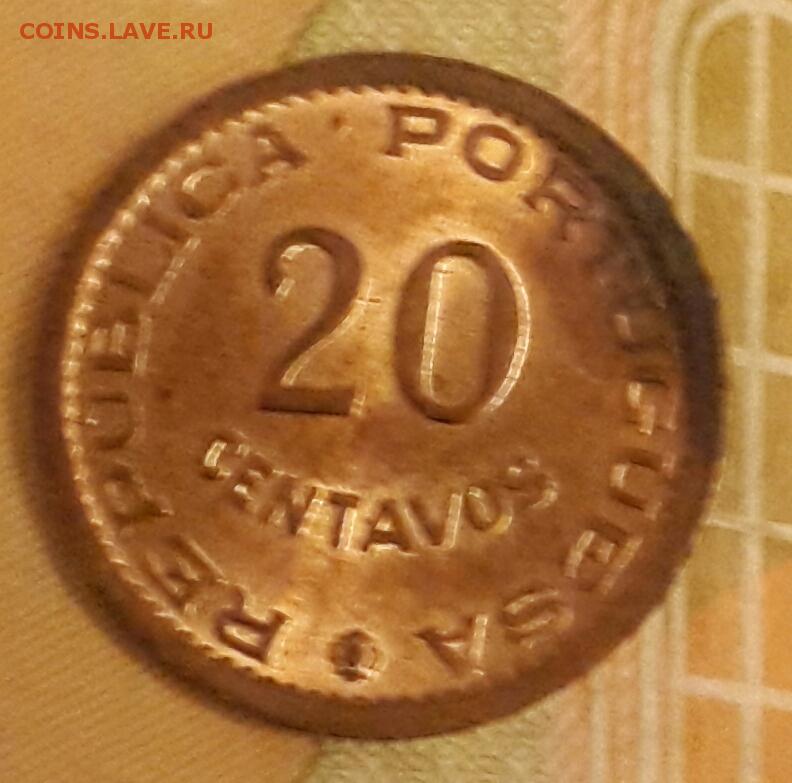 COINS.LAVE.RU
REPUBLICA · PORTUGUESA
20
CENTAVOS